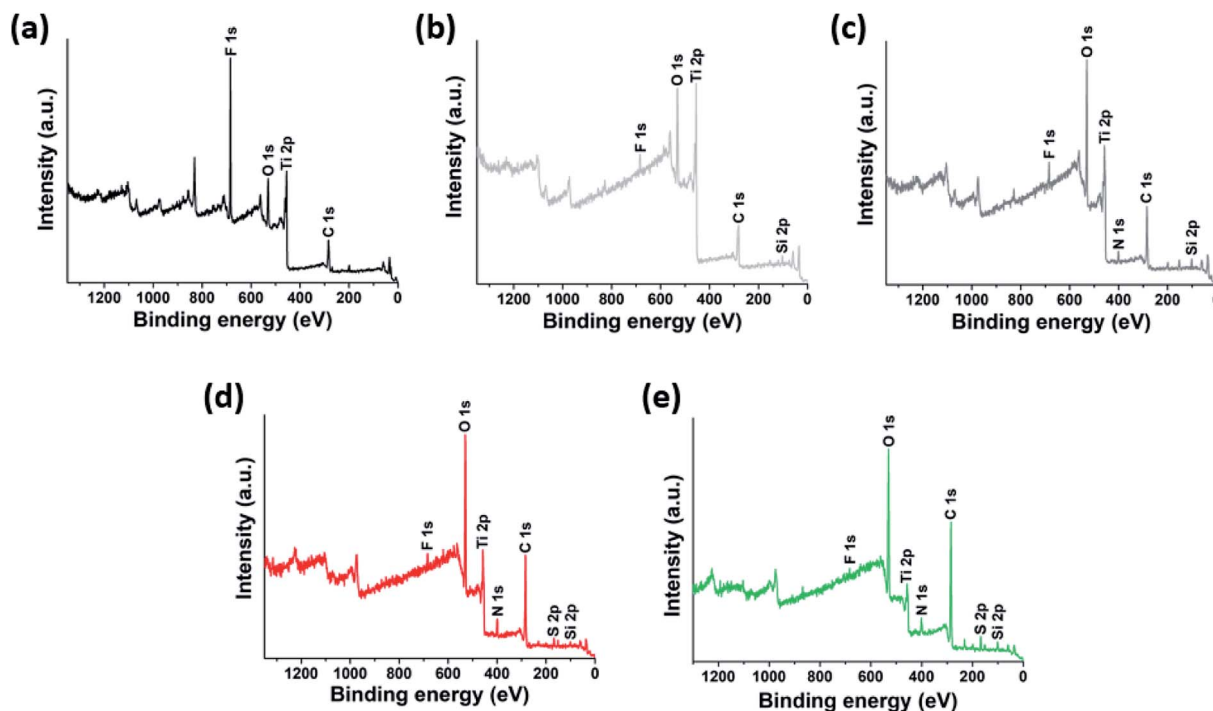 (a)
F 1s
O 1s
Ti 2p
C 1s
Intensity (a.u.)
1200 1000 800 600 400 200 0
Binding energy (eV)
(b)
F 1s
O 1s
Ti 2p
C 1s
Si 2p
Intensity (a.u.)
1200 1000 800 600 400 200 0
Binding energy (eV)
(c)
F 1s
O 1s
Ti 2p
N 1s
C 1s
Si 2p
Intensity (a.u.)
1200 1000 800 600 400 200 0
Binding energy (eV)
(d)
F 1s
O 1s
Ti 2p
N 1s
C 1s
S 2p
Si 2p
Intensity (a.u.)
1200 1000 800 600 400 200 0
Binding energy (eV)
(e)
F 1s
O 1s
Ti 2p
N 1s
C 1s
S 2p
Si 2p
Intensity (a.u.)
1200 1000 800 600 400 200 0
Binding energy (eV)